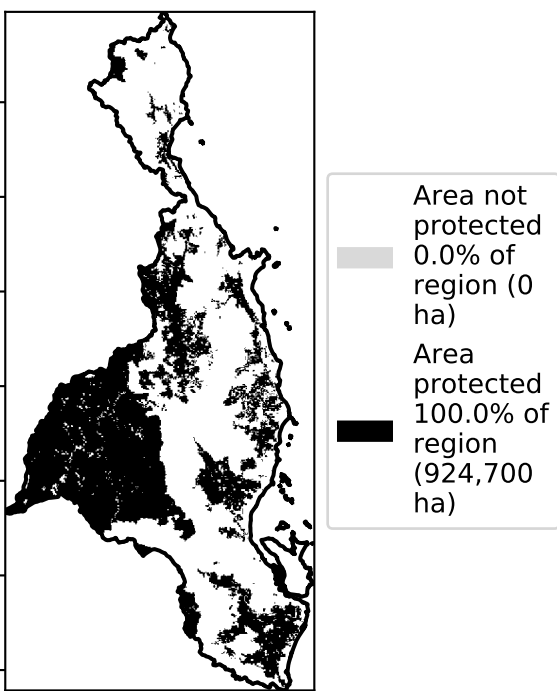 Area not
protected
0.0% of
region (0
ha)
Area
protected
100.0% of
region
(924,700
ha)